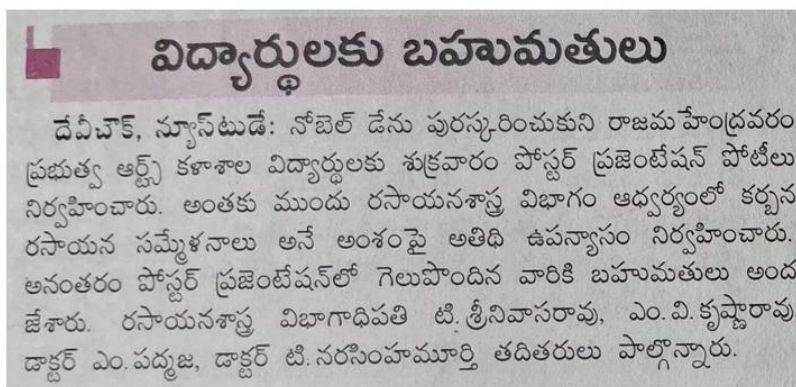 విద్యార్థులకు బహుమతులు
దేవీచౌక్, న్యూస్‌టుడే: నోబెల్ డేను పురస్కరించుకుని రాజమహేంద్రవరం
ప్రభుత్వ ఆర్ట్స్ కళాశాల విద్యార్థులకు శుక్రవారం పోస్టర్ ప్రజెంటేషన్ పోటీలు
నిర్వహించారు. అంతకు ముందు రసాయనశాస్త్ర విభాగం ఆధ్వర్యంలో కర్బన
రసాయన సమ్మేళనాలు అనే అంశంపై అతిథి ఉపన్యాసం నిర్వహించారు.
అనంతరం పోస్టర్ ప్రజెంటేషన్‌లో గెలుపొందిన వారికి బహుమతులు అంద
జేశారు. రసాయనశాస్త్ర విభాగాధిపతి టి.శ్రీనివాసరావు, ఎం.వి.కృష్ణారావు
డాక్టర్ ఎం.పద్మజ, డాక్టర్ టి.నరసింహమూర్తి తదితరులు పాల్గొన్నారు.